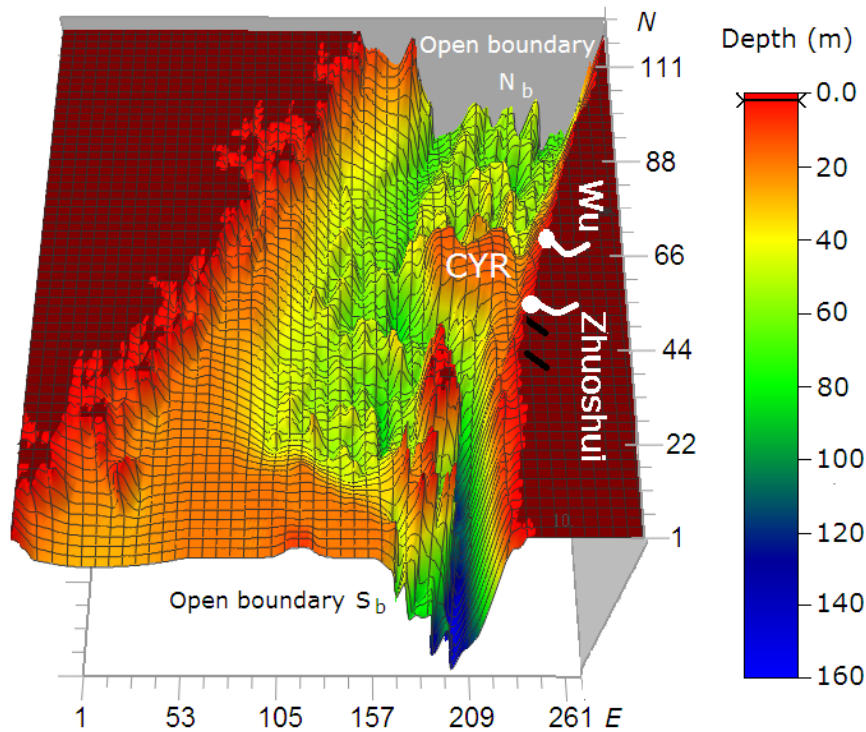 Open boundary
N b
N
Depth (m)
111
88
66
44
22
1
0.0
20
40
60
80
100
120
140
160
Wu
CYR
Zhuoshui
10.
Open boundary S b
1 53 105 157 209 261 E